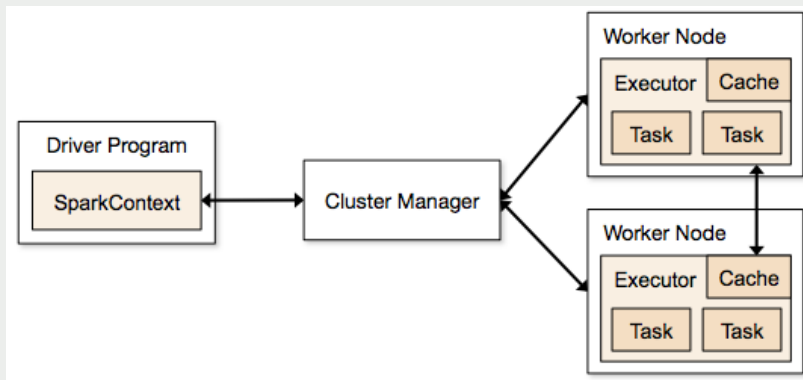 Driver Program
SparkContext
Cluster Manager
Worker Node
Executor
Cache
Task
Task
Worker Node
Executor
Cache
Task
Task